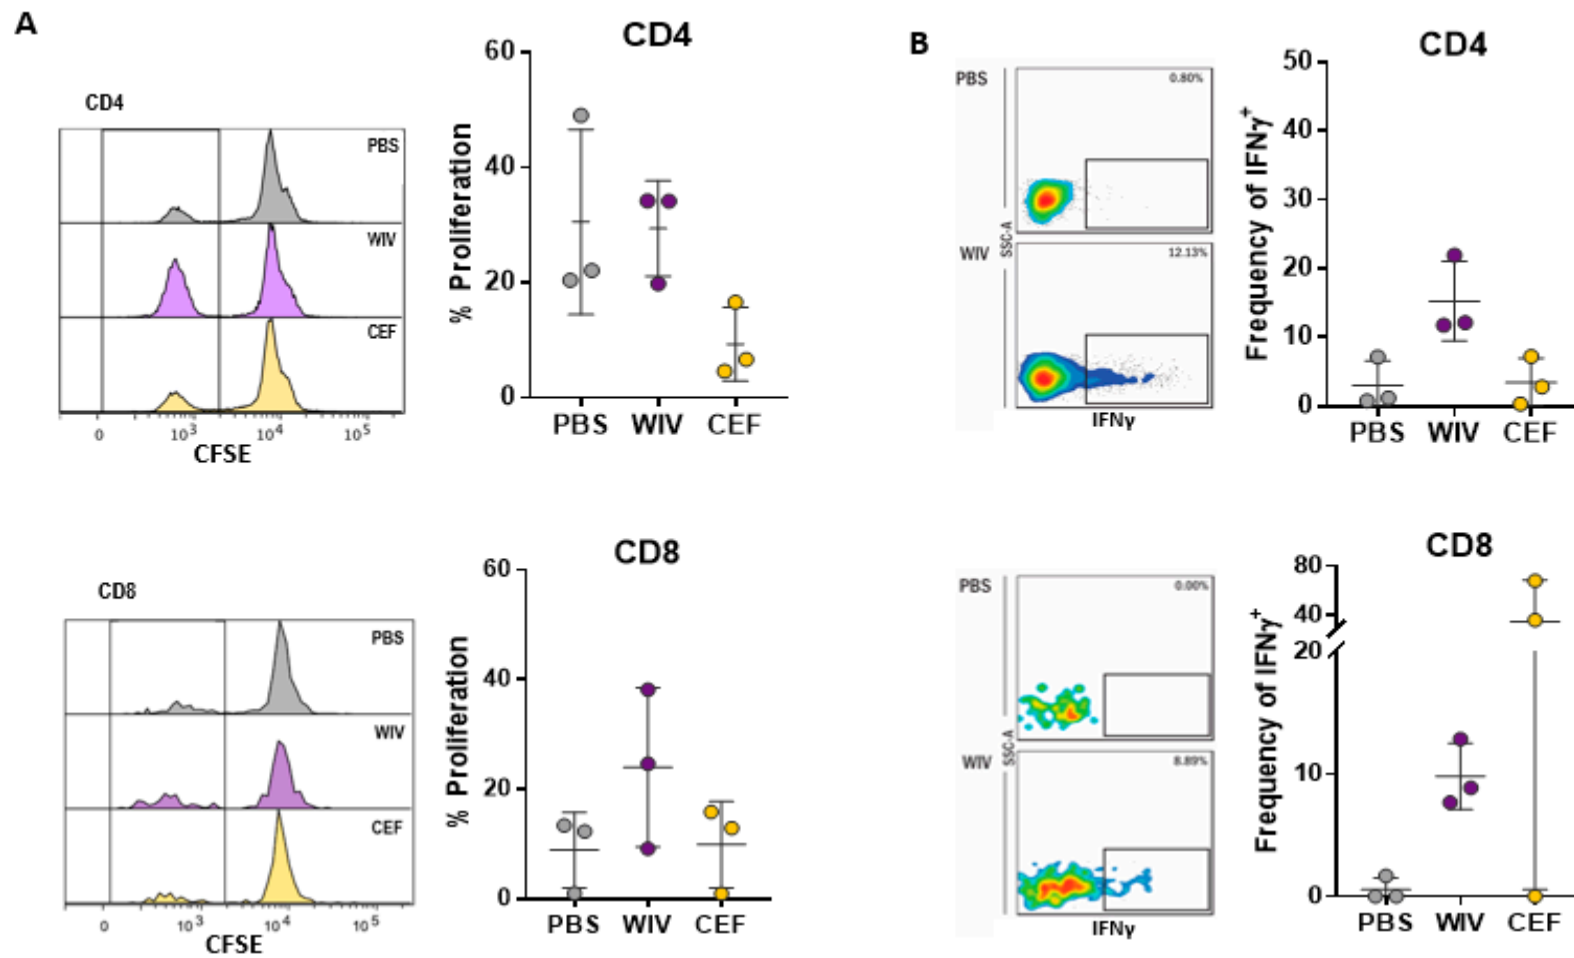 A
CD4
PBS
WIV
CEF
0 10³ 10⁴ 10⁵
CFSE
CD4
% Proliferation
60
40
20
0
PBS WIV CEF
B
PBS
0.80%
WIV
12.13%
SSC-A
IFNγ
CD4
Frequency of IFNγ⁺
50
40
30
20
10
0
PBS WIV CEF
CD8
PBS
WIV
CEF
0 10³ 10⁴ 10⁵
CFSE
CD8
% Proliferation
60
40
20
0
PBS WIV CEF
PBS
0.00%
WIV
8.89%
SSC-A
IFNγ
CD8
Frequency of IFNγ⁺
80
40
20
10
0
PBS WIV CEF